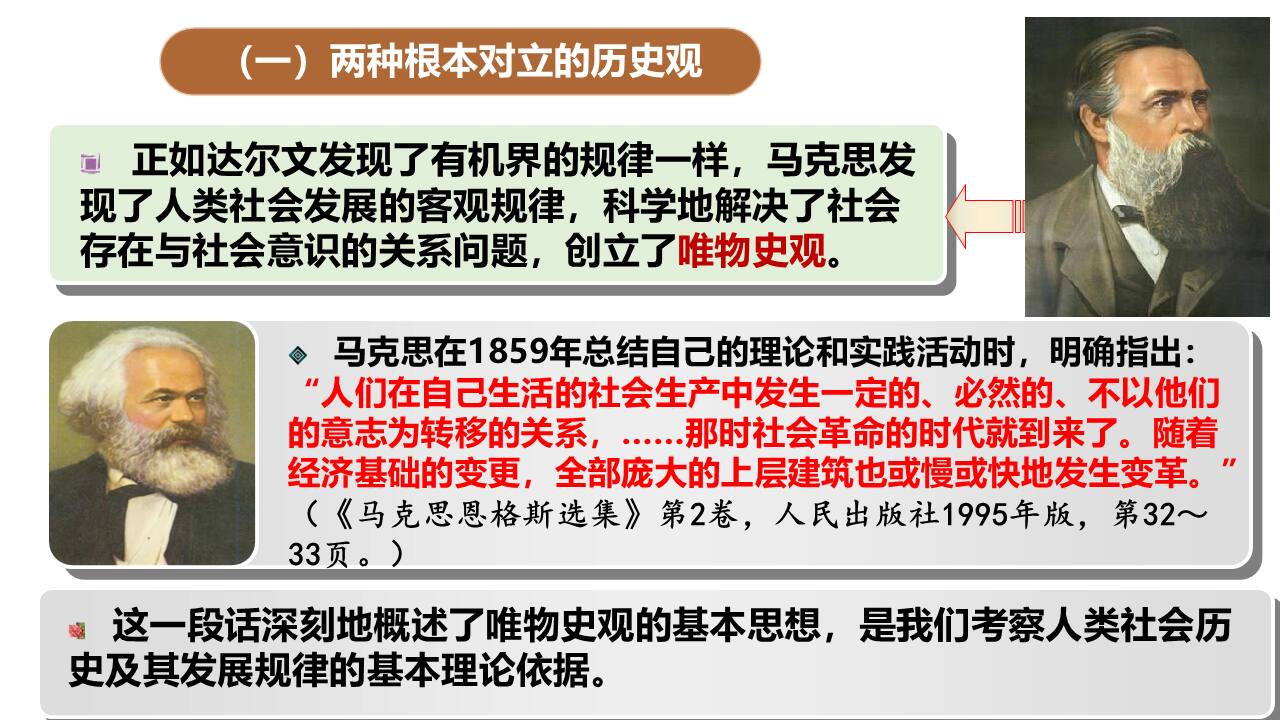 （一）两种根本对立的历史观
正如达尔文发现了有机界的规律一样，马克思发
现了人类社会发展的客观规律，科学地解决了社会
存在与社会意识的关系问题，创立了唯物史观。
马克思在1859年总结自己的理论和实践活动时，明确指出：
“人们在自己生活的社会生产中发生一定的、必然的、不以他们
的意志为转移的关系，……那时社会革命的时代就到来了。随着
经济基础的变更，全部庞大的上层建筑也或慢或快地发生变革。”
（《马克思恩格斯选集》第2卷，人民出版社1995年版，第32～
33页。）
这一段话深刻地概述了唯物史观的基本思想，是我们考察人类社会历
史及其发展规律的基本理论依据。